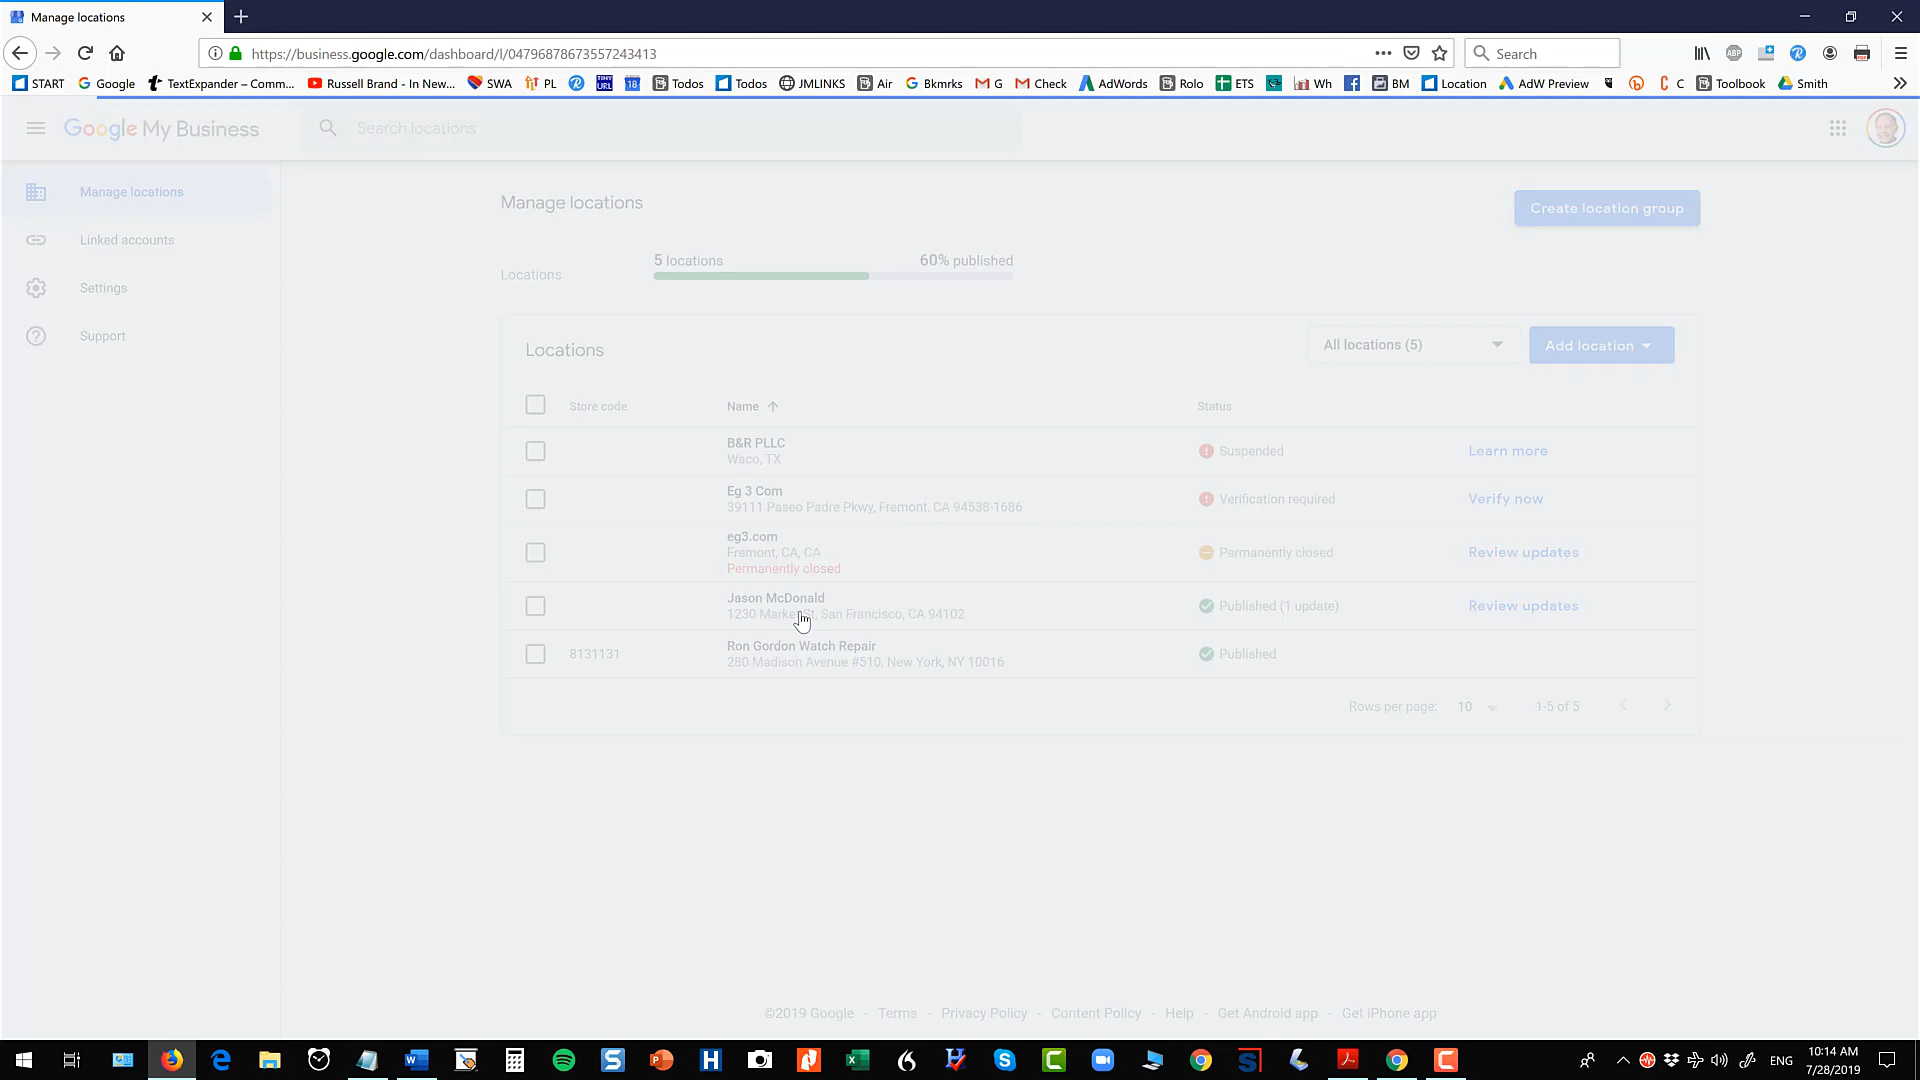 Manage locations
https://business.google.com/dashboard/l/04796878673557243413
Search
START
Google
TextExpander – Comm...
Russell Brand - In New...
SWA
PL
Todos
Todos
JMLINKS
Air
Bkmrks
G
Check
AdWords
Rolo
ETS
Wh
BM
Location
AdW Preview
C
Toolbook
Smith
Google My Business
Search locations
Manage locations
Linked accounts
Settings
Support
Manage locations
Create location group
Locations
5 locations
60% published
Locations
All locations (5)
Add location
Store code
Name
Status
B&R PLLC
Waco, TX
Suspended
Learn more
Eg 3 Com
39111 Paseo Padre Pkwy, Fremont, CA 94538-1686
Verification required
Verify now
eg3.com
Fremont, CA, CA
Permanently closed
Permanently closed
Review updates
Jason McDonald
1230 Market St, San Francisco, CA 94102
Published (1 update)
Review updates
8131131
Ron Gordon Watch Repair
280 Madison Avenue #510, New York, NY 10016
Published
Rows per page:
10
1-5 of 5
©2019 Google - Terms - Privacy Policy - Content Policy - Help - Get Android app - Get iPhone app
ENG
10:14 AM
7/28/2019